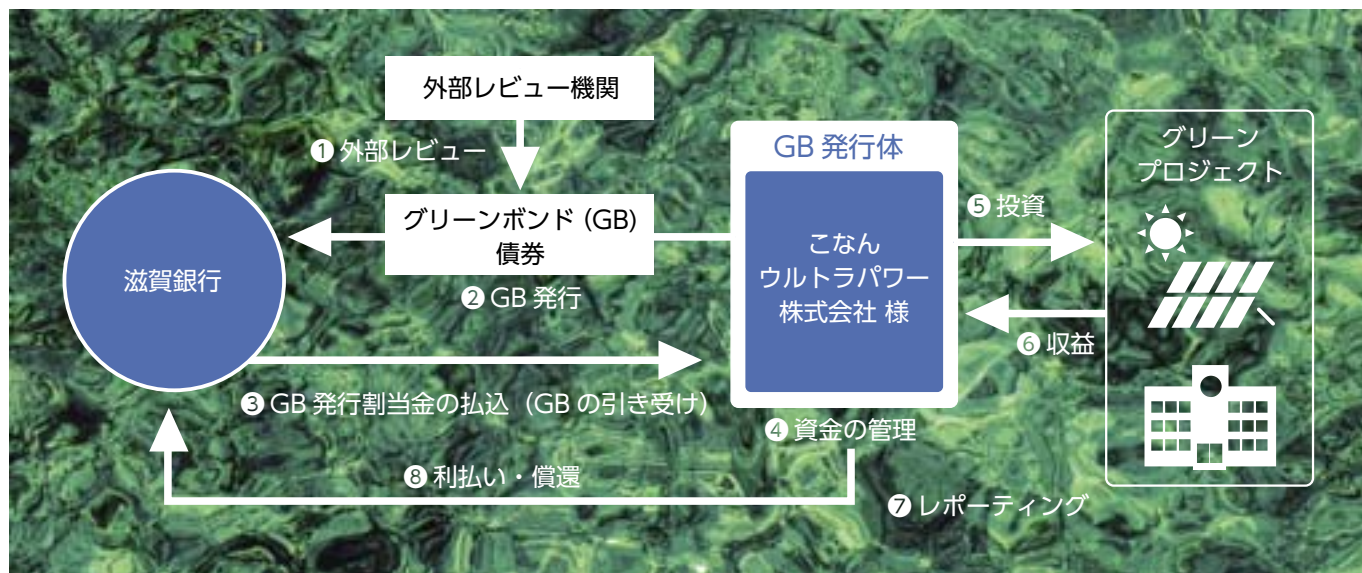 外部レビュー機関
❶ 外部レビュー
グリーンボンド（GB)
債券
❷ GB 発行
滋賀銀行
❸ GB 発行割当金の払込（GB の引き受け）
GB 発行体
こなん
ウルトラパワー
株式会社 様
❹ 資金の管理
❺ 投資
❻ 収益
グリーン
プロジェクト
❼ レポーティング
❽ 利払い・償還